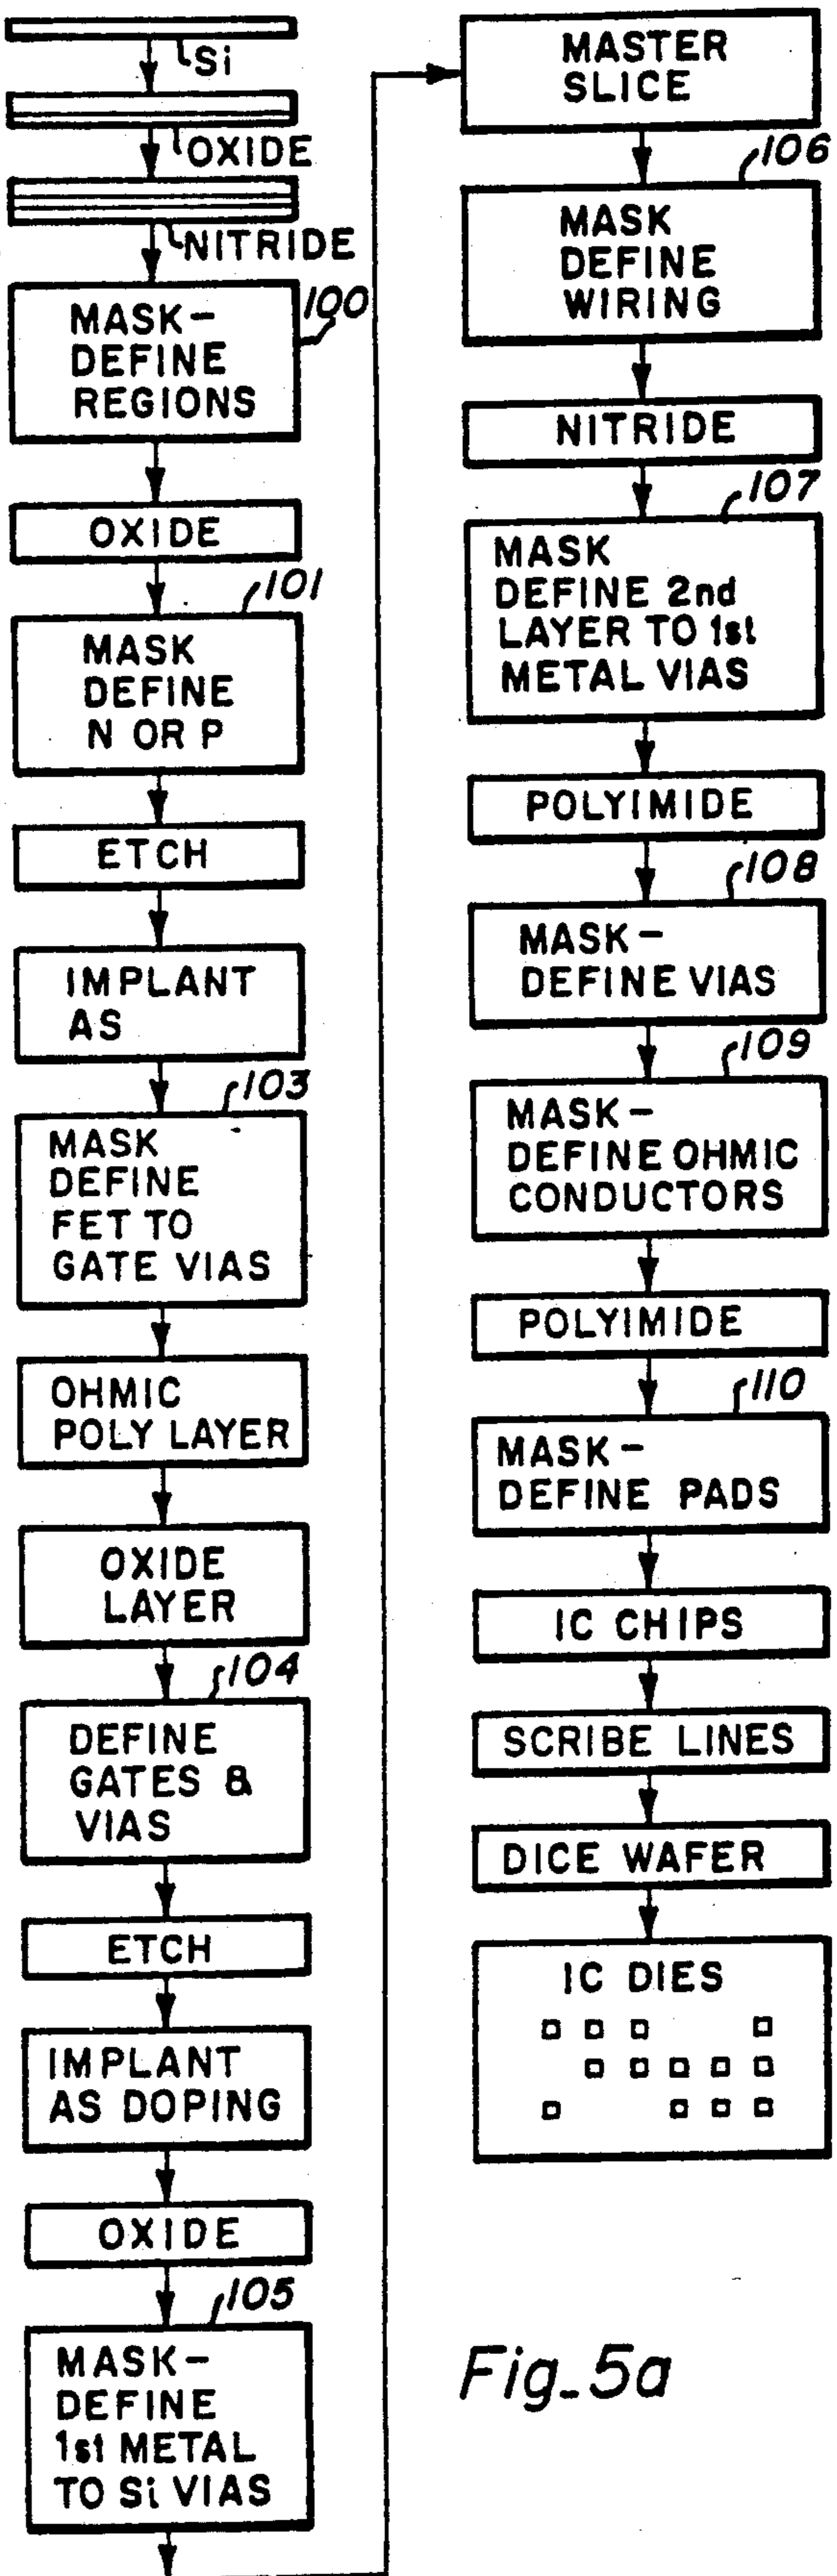 Si
OXIDE
NITRIDE
100
MASK-
DEFINE
REGIONS
OXIDE
101
MASK
DEFINE
N OR P
ETCH
IMPLANT
AS
103
MASK
DEFINE
FET TO
GATE VIAS
OHMIC
POLY LAYER
OXIDE
LAYER
104
DEFINE
GATES &
VIAS
ETCH
IMPLANT
AS DOPING
OXIDE
105
MASK-
DEFINE
1st METAL
TO Si VIAS
MASTER
SLICE
106
MASK
DEFINE
WIRING
NITRIDE
107
MASK
DEFINE 2nd
LAYER TO 1st
METAL VIAS
POLYIMIDE
108
MASK-
DEFINE VIAS
109
MASK-
DEFINE OHMIC
CONDUCTORS
POLYIMIDE
110
MASK-
DEFINE PADS
IC CHIPS
SCRIBE LINES
DICE WAFER
IC DIES
Fig_5a